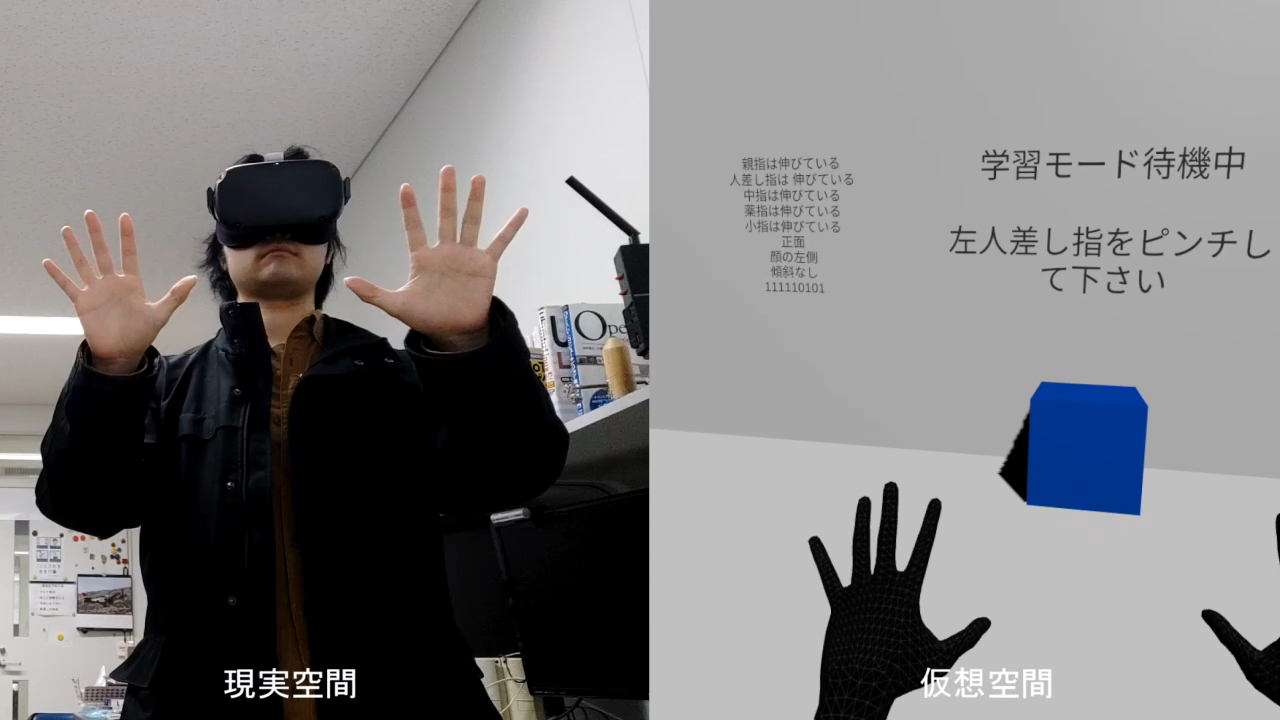 親指は伸びている
人差し指は 伸びている
中指は伸びている
薬指は伸びている
小指は伸びている
正面
顔の左側
傾斜なし
111110101
学習モード待機中
左人差し指をピンチし
て下さい
Ope
現実空間
仮想空間